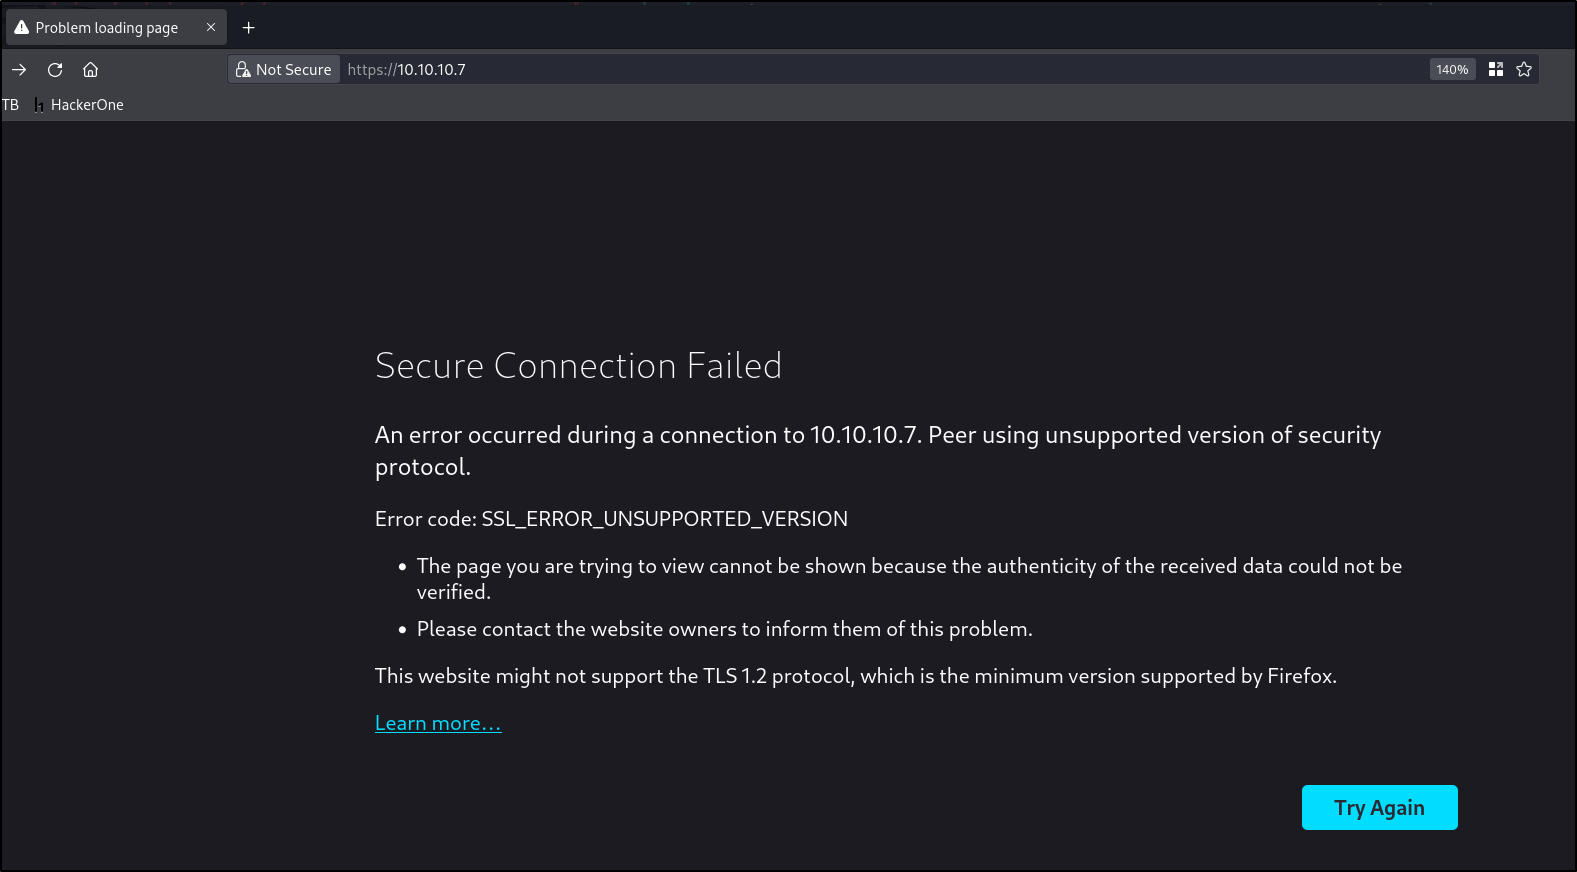 Problem loading page
Not Secure https://10.10.10.7 140%
TB HackerOne
Secure Connection Failed
An error occurred during a connection to 10.10.10.7. Peer using unsupported version of security
protocol.
Error code: SSL_ERROR_UNSUPPORTED_VERSION
The page you are trying to view cannot be shown because the authenticity of the received data could not be
verified.
Please contact the website owners to inform them of this problem.
This website might not support the TLS 1.2 protocol, which is the minimum version supported by Firefox.
Learn more…
Try Again